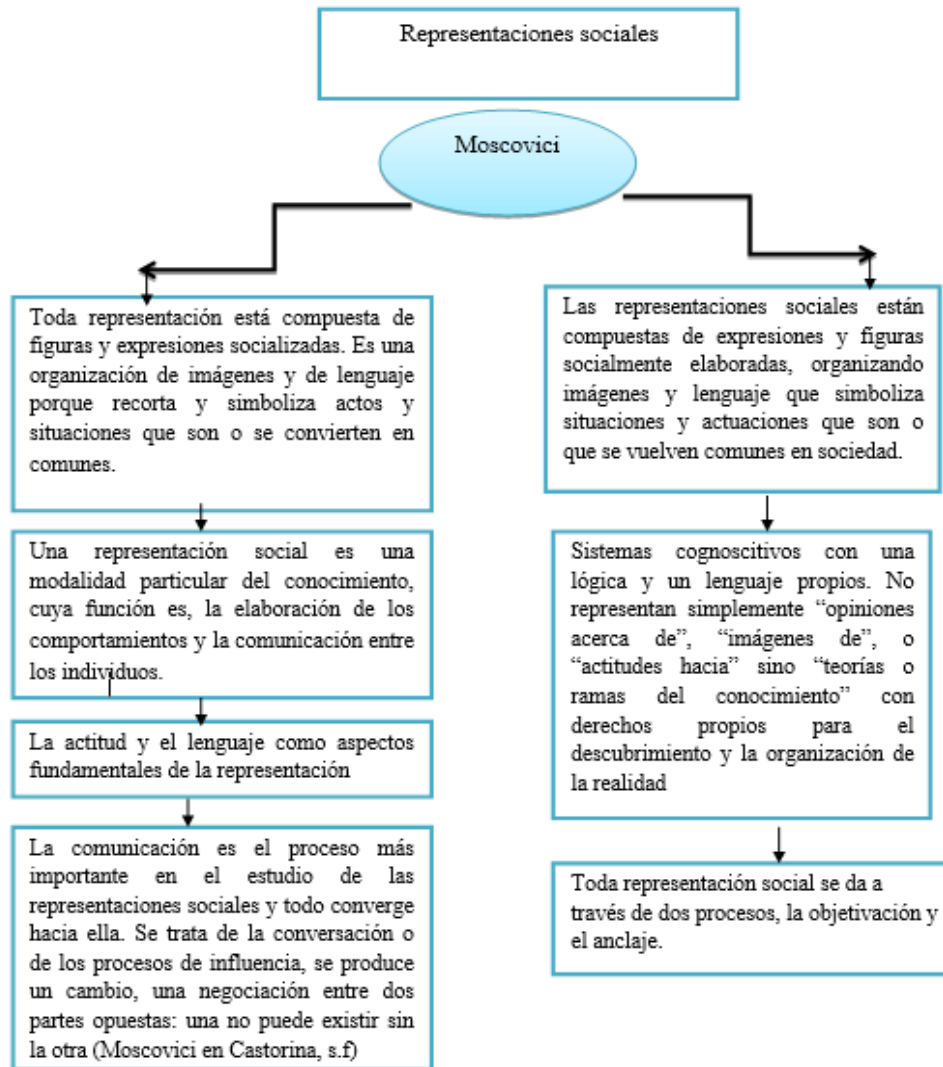 Representaciones sociales
Moscovici
Toda representación está compuesta de
figuras y expresiones socializadas. Es una
organización de imágenes y de lenguaje
porque recorta y simboliza actos y
situaciones que son o se convierten en
comunes.
Una representación social es una
modalidad particular del conocimiento,
cuya función es, la elaboración de los
comportamientos y la comunicación entre
los individuos.
La actitud y el lenguaje como aspectos
fundamentales de la representación
La comunicación es el proceso más
importante en el estudio de las
representaciones sociales y todo converge
hacia ella. Se trata de la conversación o
de los procesos de influencia, se produce
un cambio, una negociación entre dos
partes opuestas: una no puede existir sin
la otra (Moscovici en Castorina, s.f)
Las representaciones sociales están
compuestas de expresiones y figuras
socialmente elaboradas, organizando
imágenes y lenguaje que simboliza
situaciones y actuaciones que son o
que se vuelven comunes en sociedad.
Sistemas cognoscitivos con una
lógica y un lenguaje propios. No
representan simplemente “opiniones
acerca de”, “imágenes de”, o
“actitudes hacia” sino “teorías o
ramas del conocimiento” con
derechos propios para el
descubrimiento y la organización de
la realidad
Toda representación social se da a
través de dos procesos, la objetivación y
el anclaje.